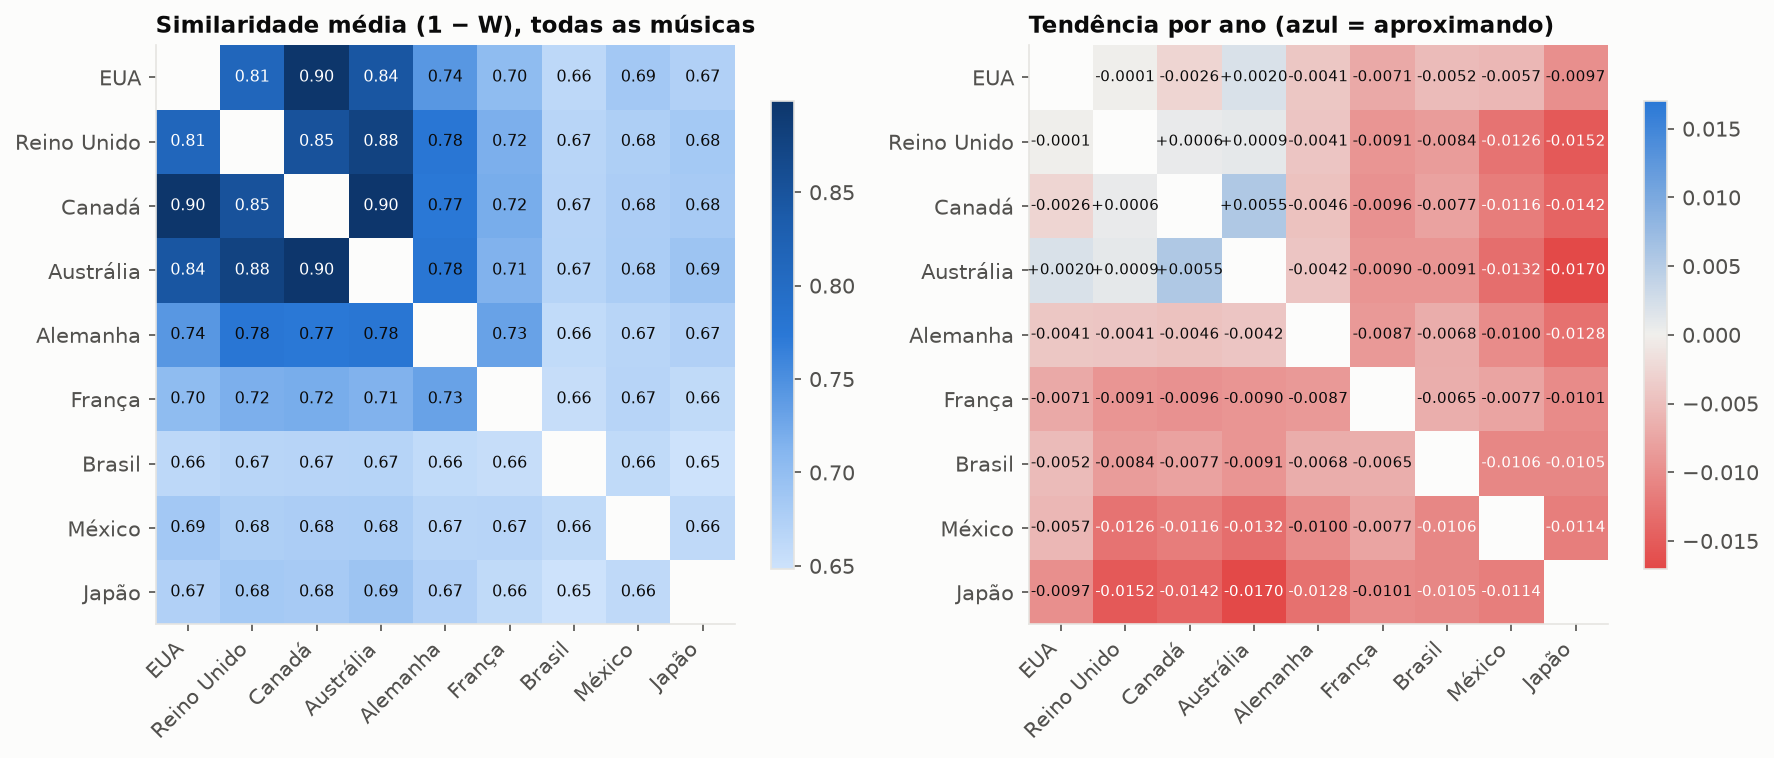 Similaridade média (1 − W), todas as músicas
EUA 0.81 0.90 0.84 0.74 0.70 0.66 0.69 0.67
Reino Unido 0.81 0.85 0.88 0.78 0.72 0.67 0.68 0.68
Canadá 0.90 0.85 0.90 0.77 0.72 0.67 0.68 0.68
Austrália 0.84 0.88 0.90 0.78 0.71 0.67 0.68 0.69
Alemanha 0.74 0.78 0.77 0.78 0.73 0.66 0.67 0.67
França 0.70 0.72 0.72 0.71 0.73 0.66 0.67 0.66
Brasil 0.66 0.67 0.67 0.67 0.66 0.66 0.66 0.65
México 0.69 0.68 0.68 0.68 0.67 0.67 0.66 0.66
Japão 0.67 0.68 0.68 0.69 0.67 0.66 0.65 0.66
EUA Reino Unido Canadá Austrália Alemanha França Brasil México Japão
0.85
0.80
0.75
0.70
0.65
Tendência por ano (azul = aproximando)
EUA -0.0001 -0.0026 +0.0020 -0.0041 -0.0071 -0.0052 -0.0057 -0.0097
Reino Unido -0.0001 +0.0006 +0.0009 -0.0041 -0.0091 -0.0084 -0.0126 -0.0152
Canadá -0.0026 +0.0006 +0.0055 -0.0046 -0.0096 -0.0077 -0.0116 -0.0142
Austrália +0.0020 +0.0009 +0.0055 -0.0042 -0.0090 -0.0091 -0.0132 -0.0170
Alemanha -0.0041 -0.0041 -0.0046 -0.0042 -0.0087 -0.0068 -0.0100 -0.0128
França -0.0071 -0.0091 -0.0096 -0.0090 -0.0087 -0.0065 -0.0077 -0.0101
Brasil -0.0052 -0.0084 -0.0077 -0.0091 -0.0068 -0.0065 -0.0106 -0.0105
México -0.0057 -0.0126 -0.0116 -0.0132 -0.0100 -0.0077 -0.0106 -0.0114
Japão -0.0097 -0.0152 -0.0142 -0.0170 -0.0128 -0.0101 -0.0105 -0.0114
EUA Reino Unido Canadá Austrália Alemanha França Brasil México Japão
0.015
0.010
0.005
0.000
−0.005
−0.010
−0.015